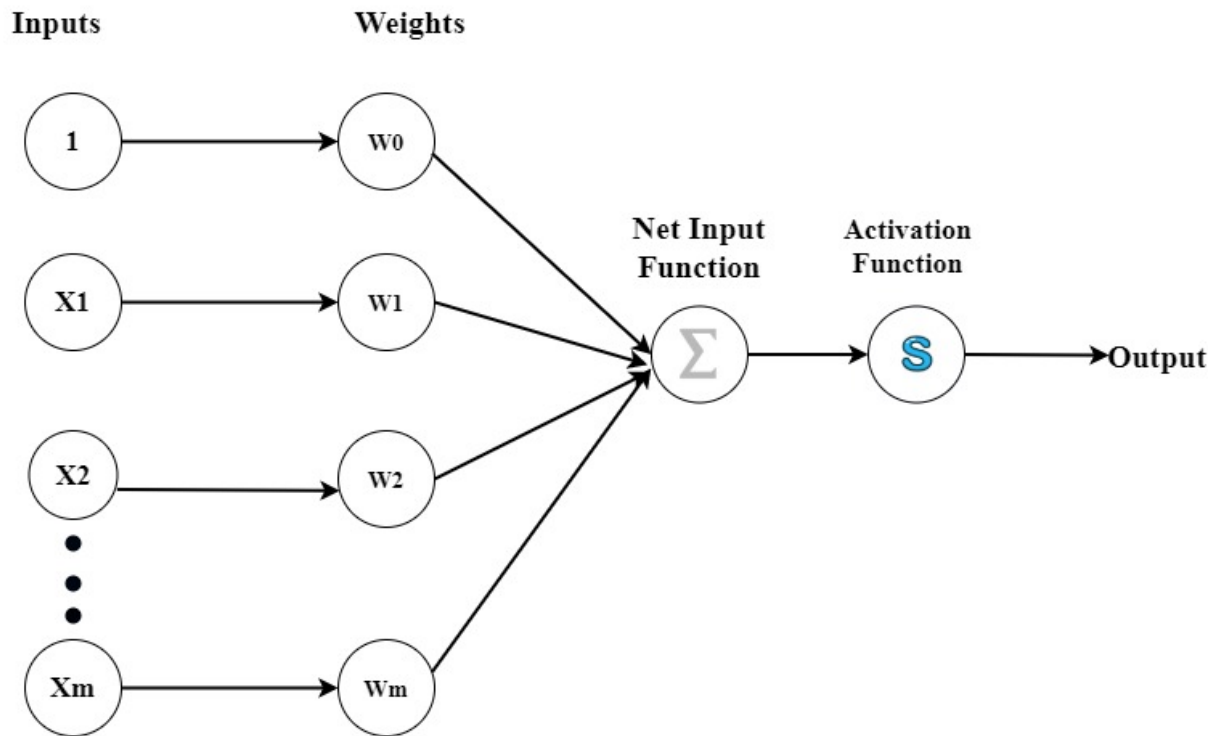 Inputs
Weights
1
W0
Net Input
Function
Activation
Function
X1
W1
Σ
S
Output
X2
W2
Xm
Wm